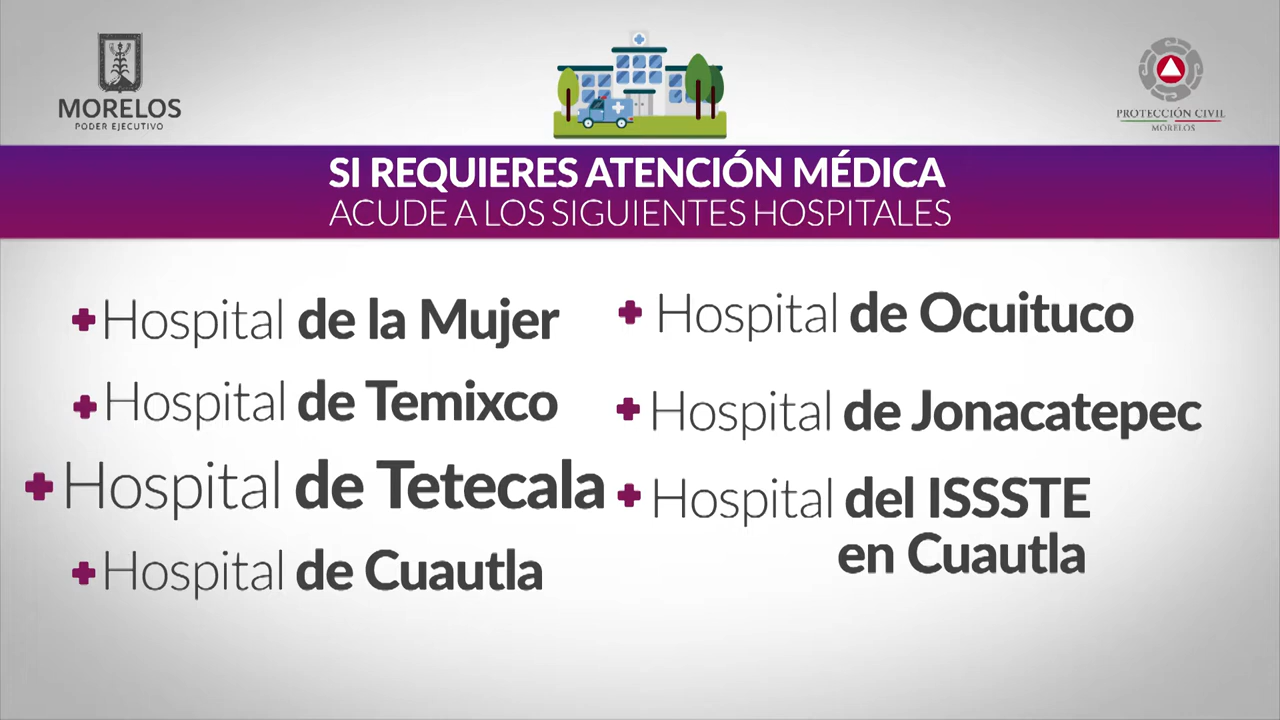 MORELOS
PODER EJECUTIVO
PROTECCIÓN CIVIL
MORELOS
SI REQUIERES ATENCIÓN MÉDICA
ACUDE A LOS SIGUIENTES HOSPITALES
Hospital de la Mujer
Hospital de Temixco
Hospital de Tetecala
Hospital de Cuautla
Hospital de Ocuituco
Hospital de Jonacatepec
Hospital del ISSSTE
en Cuautla